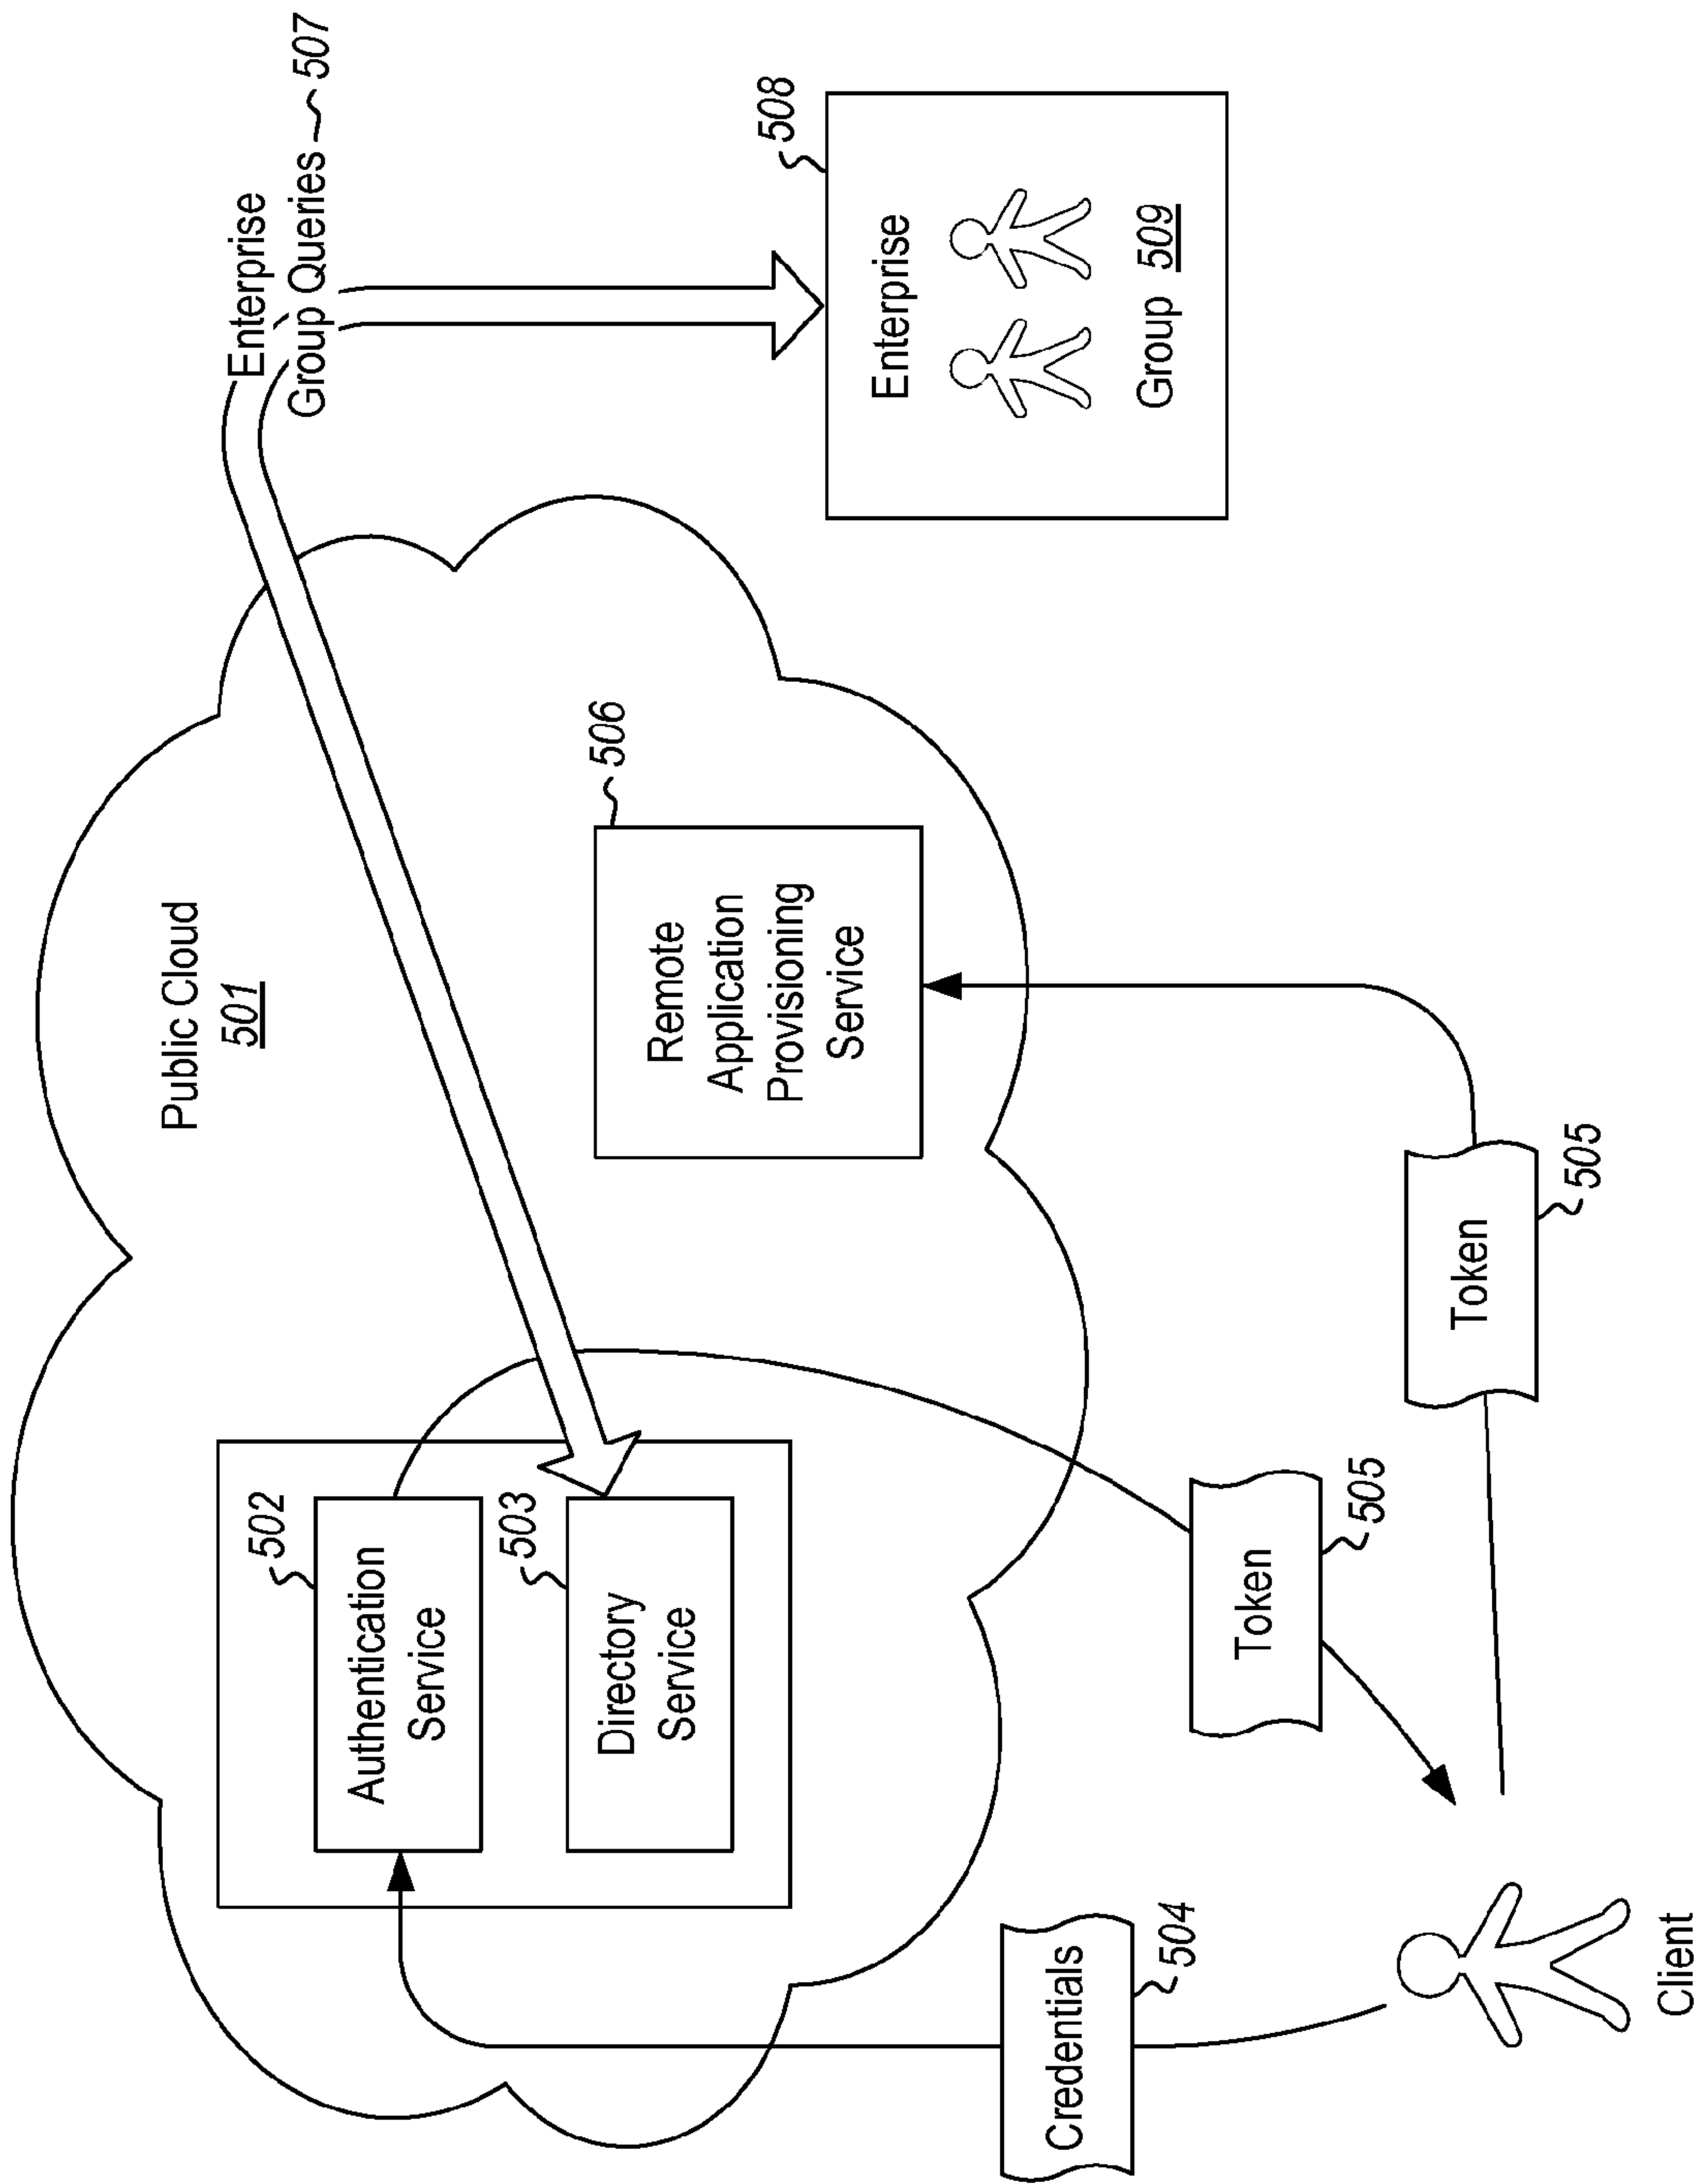 Public Cloud
501
Enterprise
Group Queries
507
502
Authentication
Service
503
Directory
Service
506
Remote
Application
Provisioning
Service
508
Enterprise
Group 509
Credentials
504
Token
505
Token
505
Client